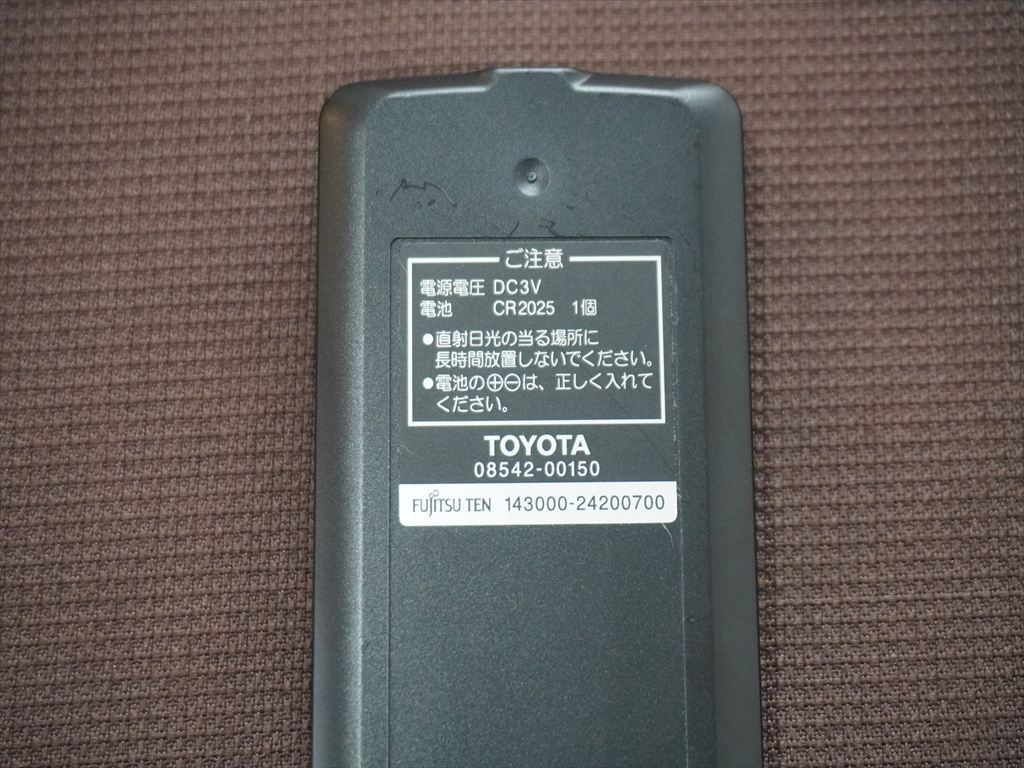 ご注意
電源電圧 DC3V
電池 CR2025 1個
●直射日光の当る場所に
長時間放置しないでください。
●電池の⊕⊖は、正しく入れて
ください。
TOYOTA
08542-00150
FUJITSU TEN 143000-24200700